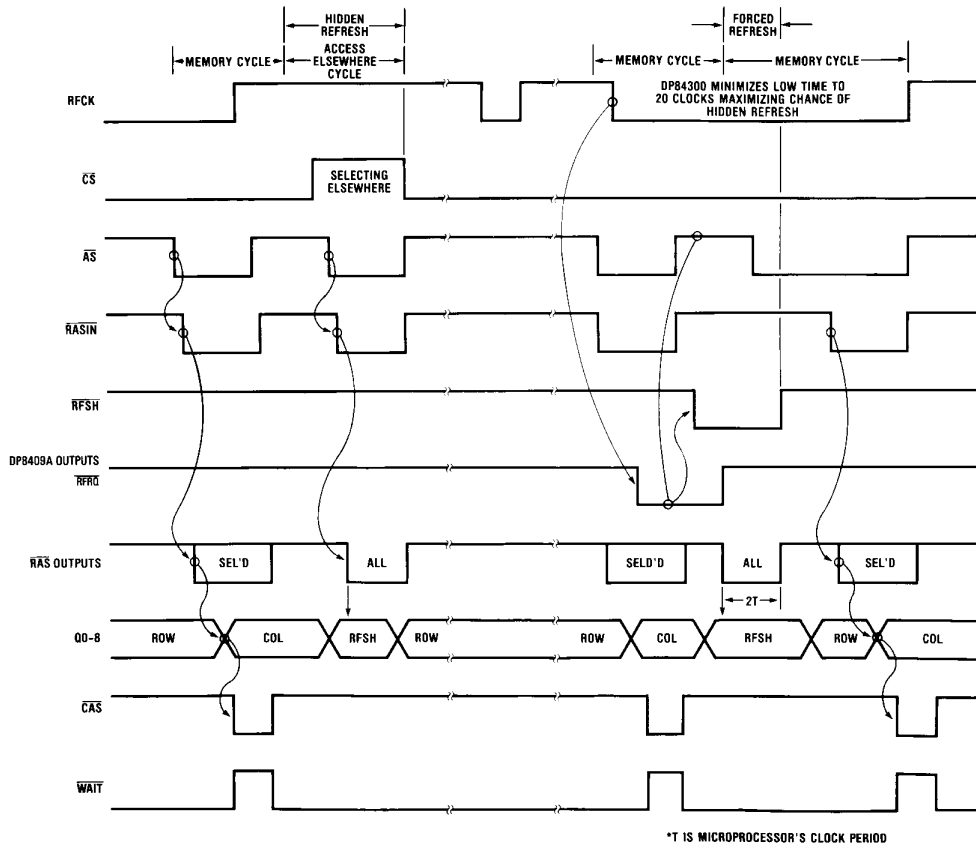 HIDDEN
REFRESH
FORCED
REFRESH
MEMORY CYCLE
ACCESS
ELSEWHERE
CYCLE
MEMORY CYCLE
MEMORY CYCLE
RFCK
DP84300 MINIMIZES LOW TIME TO
20 CLOCKS MAXIMIZING CHANCE OF
HIDDEN REFRESH
CS
SELECTING
ELSEWHERE
AS
RASIN
RFSH
DP8409A OUTPUTS
RFRQ
RAS OUTPUTS
SEL'D
ALL
SELD'D
ALL
SEL'D
2T
Q0-8
ROW
COL
RFSH
ROW
ROW
COL
RFSH
ROW
COL
CAS
WAIT
*T IS MICROPROCESSOR'S CLOCK PERIOD